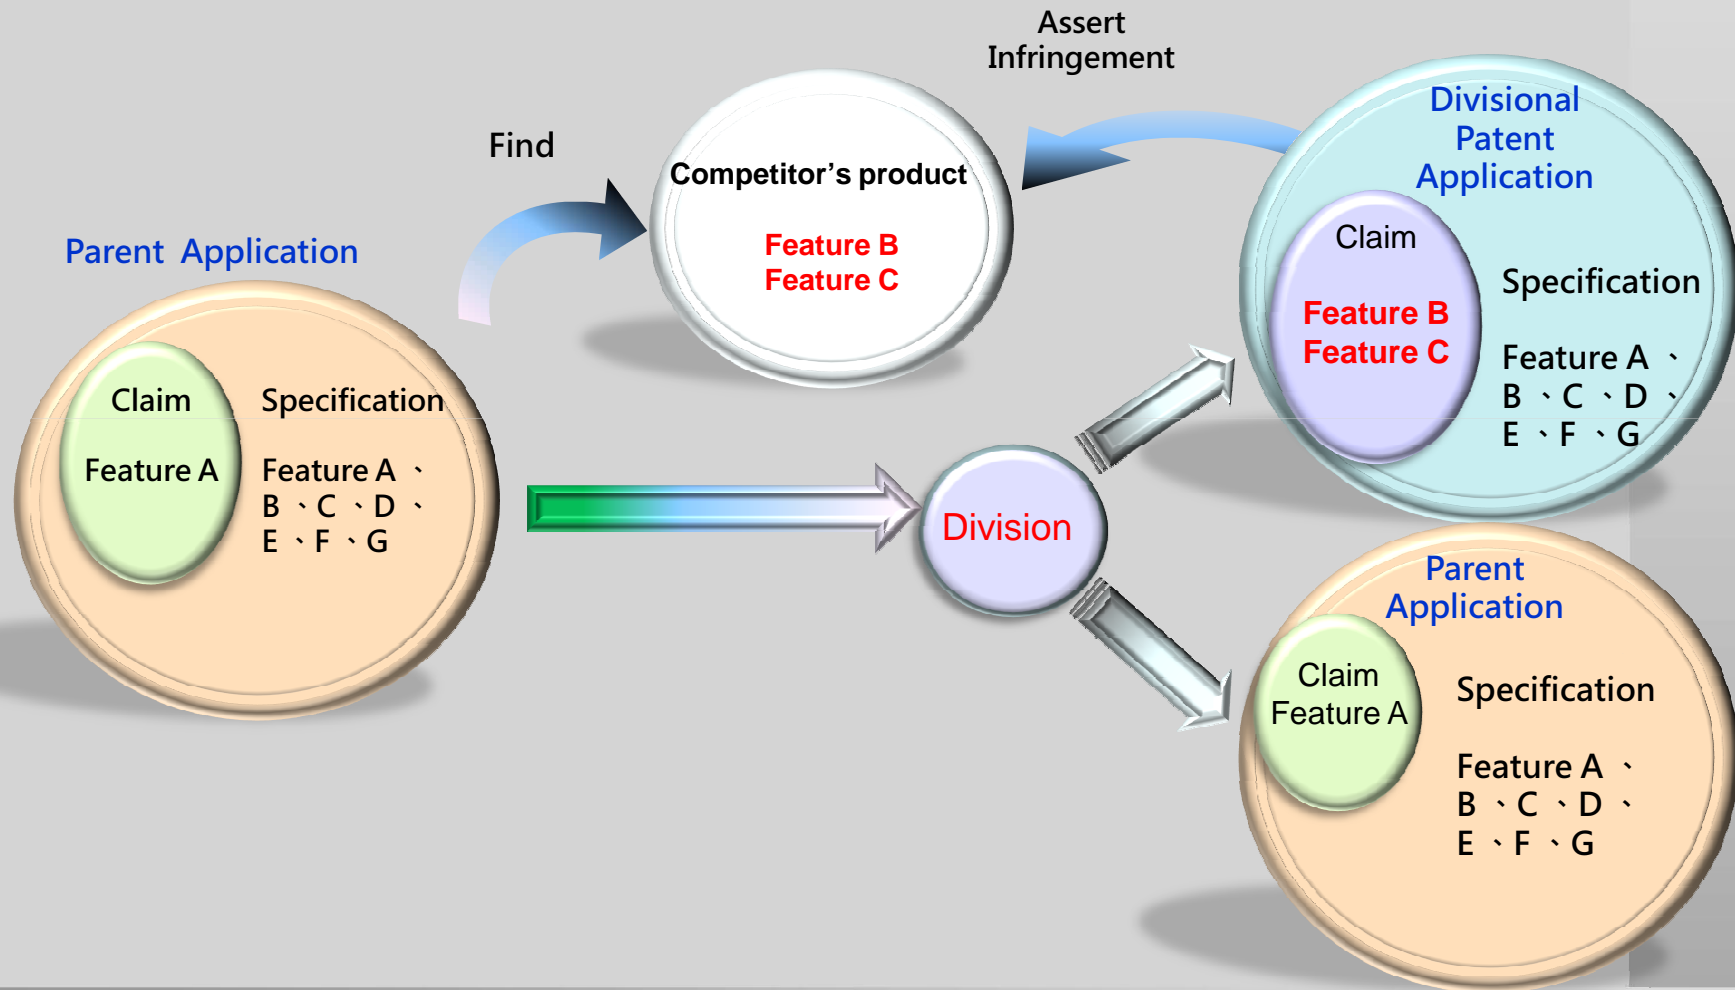 Assert
Infringement
Find
Competitor's product
Feature B
Feature C
Parent Application
Claim
Feature A
Specification
Feature A 、
B 、C 、D 、
E 、F 、G
Division
Divisional
Patent
Application
Claim
Feature B
Feature C
Specification
Feature A 、
B 、C 、D 、
E 、F 、G
Parent
Application
Claim
Feature A
Specification
Feature A 、
B 、C 、D 、
E 、F 、G